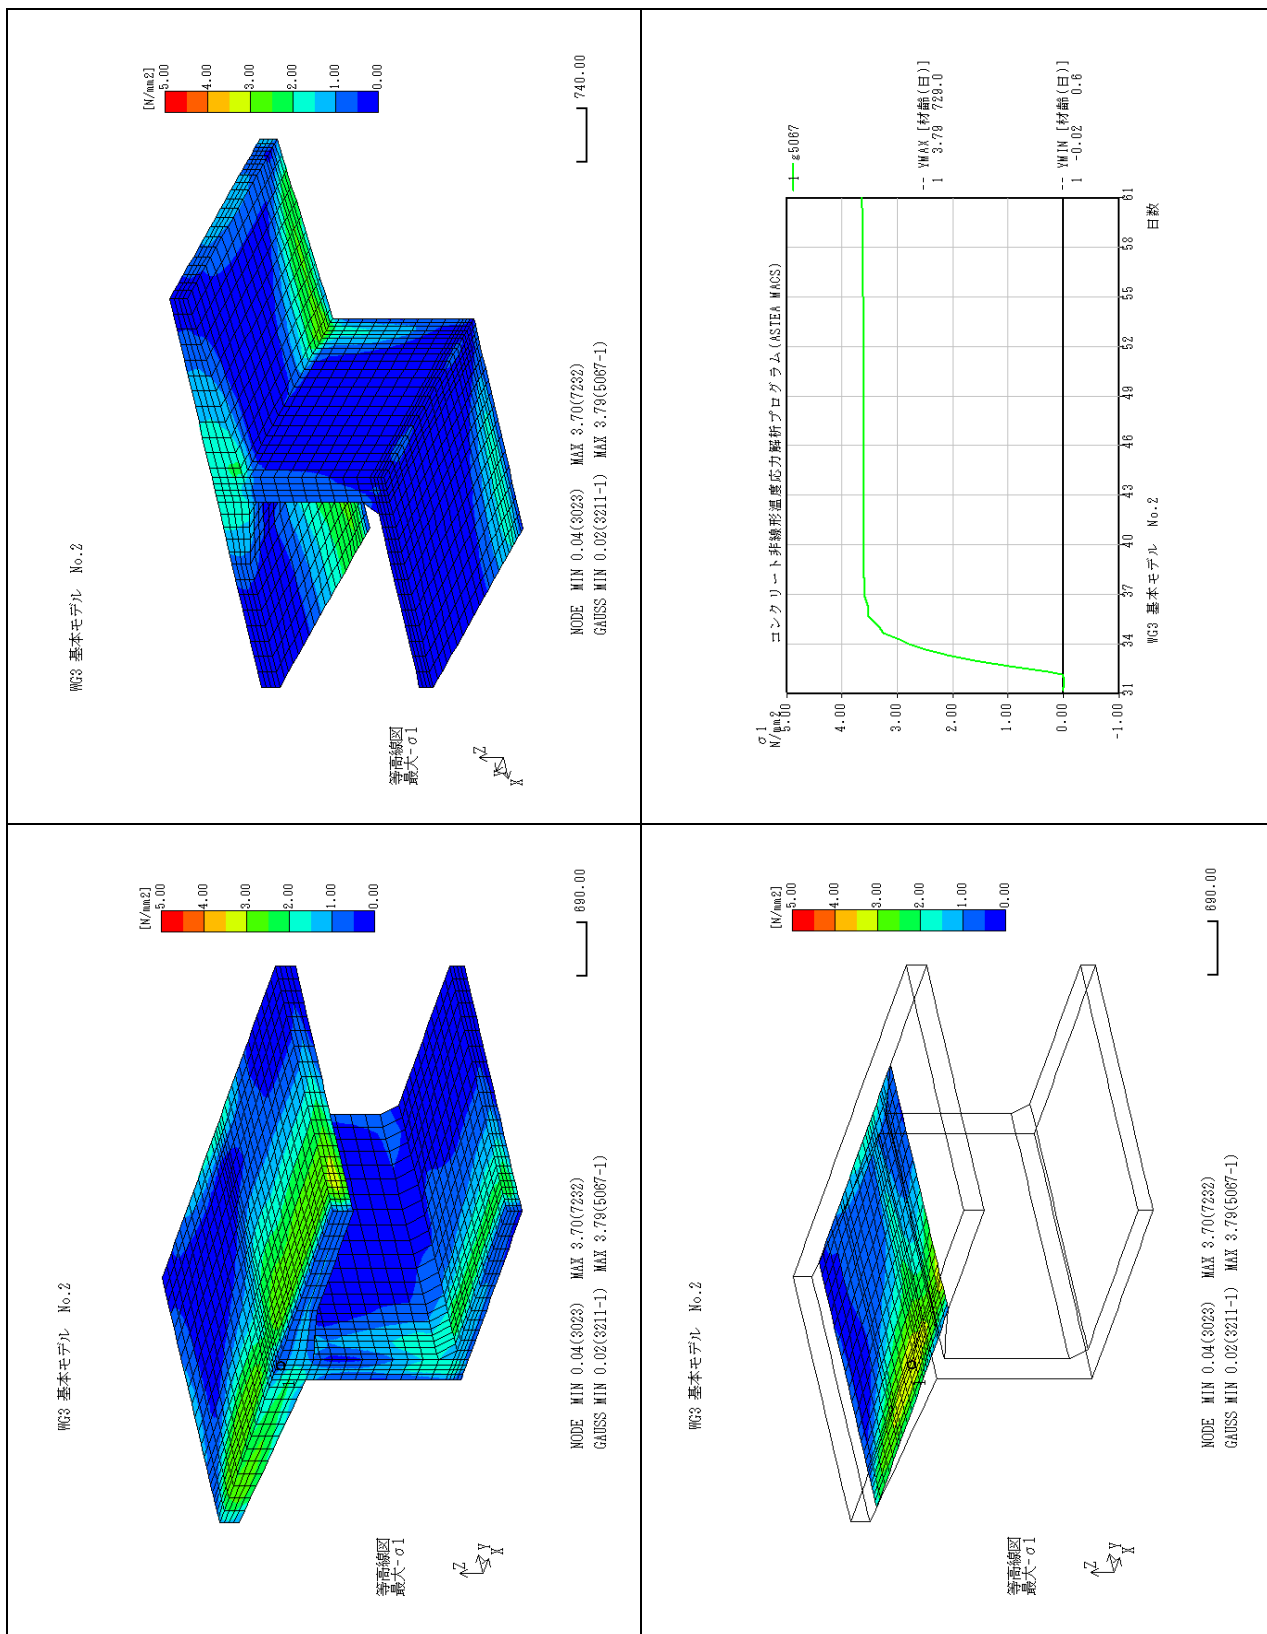 WG3 基本モデル No.2
[N/mm2]
5.00
4.00
3.00
2.00
1.00
0.00
1
等高線図
最大-σ1
Z
Y
X
690.00
NODE MIN 0.04(3023) MAX 3.70(7232)
GAUSS MIN 0.02(3211-1) MAX 3.79(5067-1)
WG3 基本モデル No.2
[N/mm2]
5.00
4.00
3.00
2.00
1.00
0.00
等高線図
最大-σ1
Z
Y
X
740.00
NODE MIN 0.04(3023) MAX 3.70(7232)
GAUSS MIN 0.02(3211-1) MAX 3.79(5067-1)
WG3 基本モデル No.2
[N/mm2]
5.00
4.00
3.00
2.00
1.00
0.00
1
等高線図
最大-σ1
Z
Y
X
690.00
NODE MIN 0.04(3023) MAX 3.70(7232)
GAUSS MIN 0.02(3211-1) MAX 3.79(5067-1)
コンクリート非線形温度応力解析プログラム(ASTEA MACS)
σ1
N/mm2
5.00
4.00
3.00
2.00
1.00
0.00
-1.00
31 34 37 40 43 46 49 52 55 58 61
日数
1 g5067
-- YMAX [材齢(日)]
1 3.79 729.0
-- YMIN [材齢(日)]
1 -0.02 0.6
WG3 基本モデル No.2